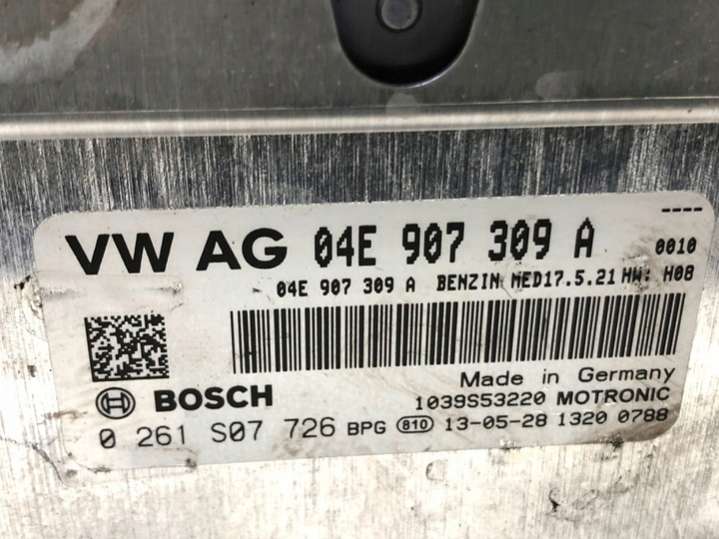 ----
VW AG 04E 907 309 A 0010
04E 907 309 A BENZIN MED17.5.21 HW: H08
Made in Germany
BOSCH 1039S53220 MOTRONIC
0 261 S07 726 BPG 810 13-05-28 1320 0788